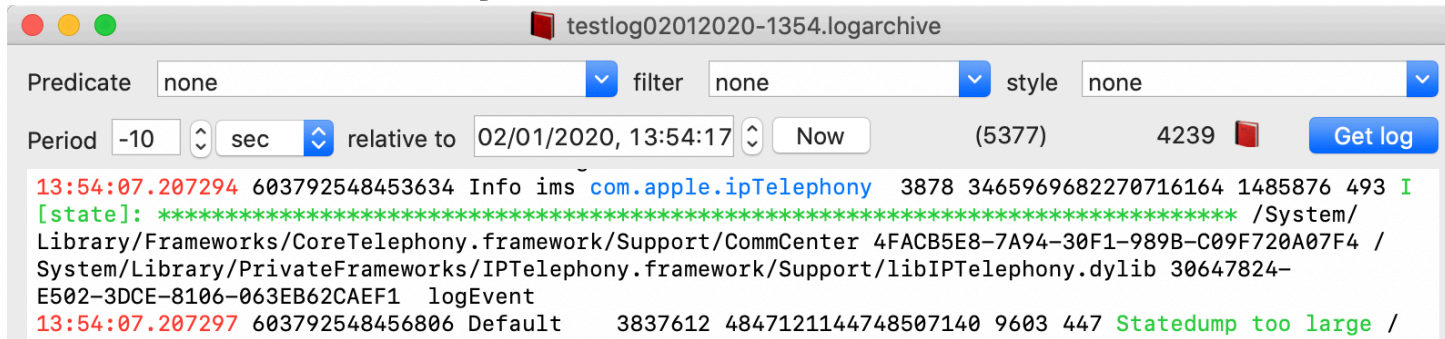 testlog02012020-1354.logarchive
Predicate none filter none style none
Period -10 sec relative to 02/01/2020, 13:54:17 Now (5377) 4239 Get log
13:54:07.207294 603792548453634 Info ims com.apple.ipTelephony 3878 3465969682270716164 1485876 493 I
[state]: ******************************************************************************** /System/
Library/Frameworks/CoreTelephony.framework/Support/CommCenter 4FACB5E8-7A94-30F1-989B-C09F720A07F4 /
System/Library/PrivateFrameworks/IPTelephony.framework/Support/libIPTelephony.dylib 30647824-
E502-3DCE-8106-063EB62CAEF1 logEvent
13:54:07.207297 603792548456806 Default 3837612 4847121144748507140 9603 447 Statedump too large /